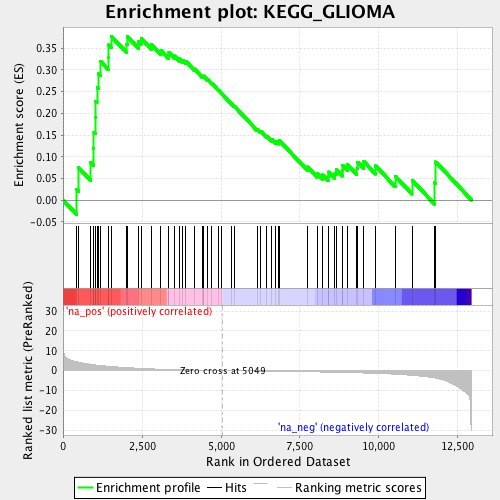 Enrichment plot: KEGG_GLIOMA
Enrichment score (ES)
0.35
0.30
0.25
0.20
0.15
0.10
0.05
0.00
-0.05
'na_pos' (positively correlated)
Ranked list metric (PreRanked)
30
20
10
0
-10
-20
-30
Zero cross at 5049
'na_neg' (negatively correlated)
0
2,500
5,000
7,500
10,000
12,500
Rank in Ordered Dataset
Enrichment profile
Hits
Ranking metric scores